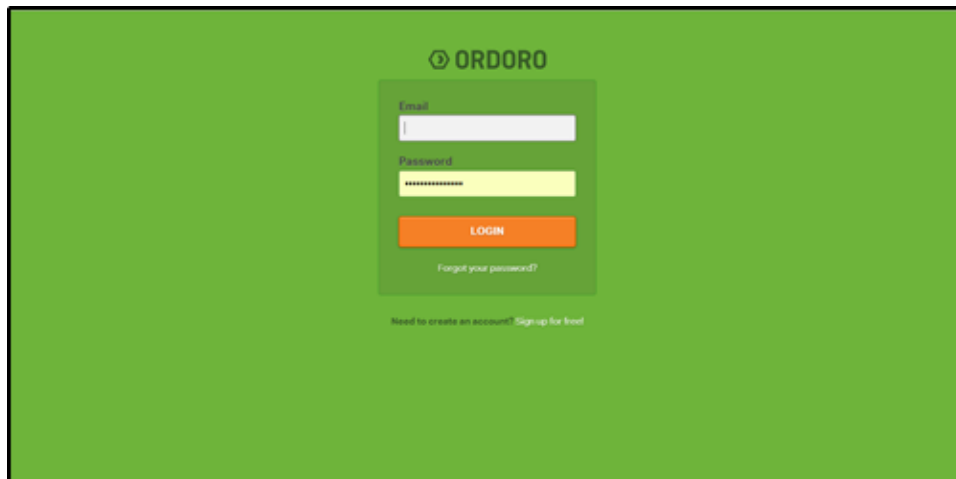 ORDORO
Email
Password
LOGIN
Forgot your password?
Need to create an account? Sign up for free!